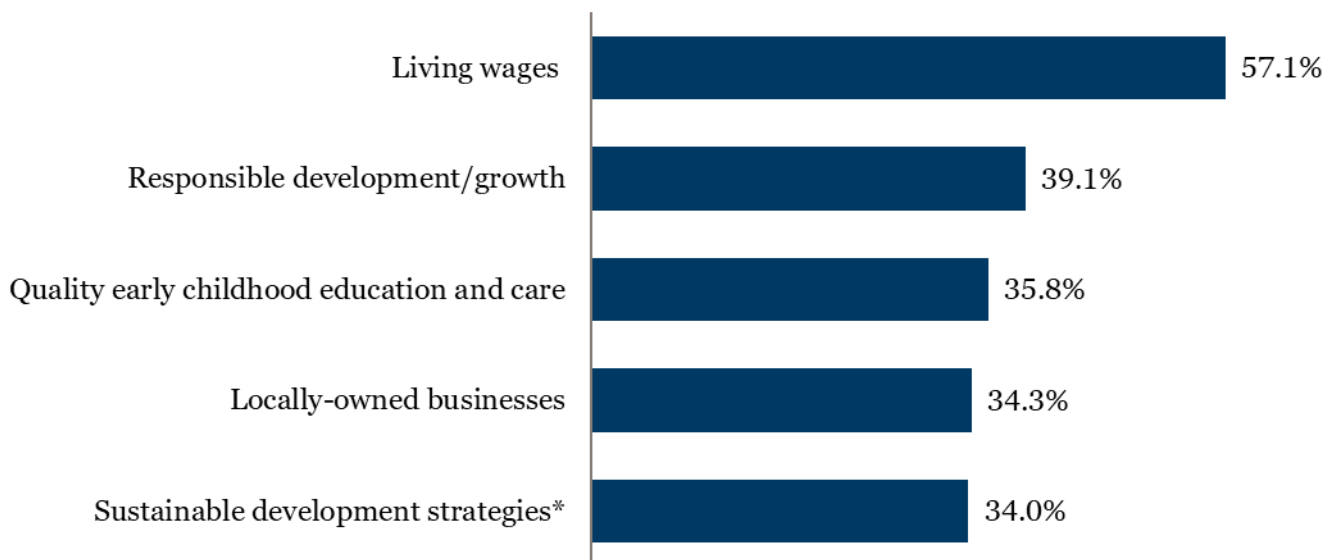 Living wages 57.1%
Responsible development/growth 39.1%
Quality early childhood education and care 35.8%
Locally-owned businesses 34.3%
Sustainable development strategies* 34.0%